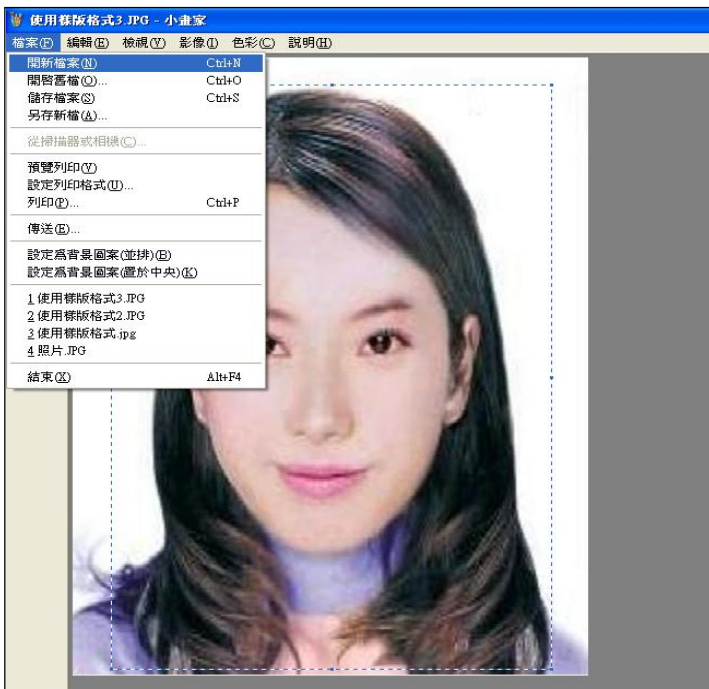 使用樣版格式3.JPG - 小畫家
檔案(F) 編輯(E) 檢視(V) 影像(I) 色彩(C) 說明(H)
開新檔案(N) Ctrl+N
開啟舊檔(O)... Ctrl+O
儲存檔案(S) Ctrl+S
另存新檔(A)...
從掃描器或相機(C)...
預覽列印(V)
設定列印格式(U)...
列印(P)... Ctrl+P
傳送(E)...
設定為背景圖案(並排)(B)
設定為背景圖案(置於中央)(K)
1 使用樣版格式3.JPG
2 使用樣版格式2.JPG
3 使用樣版格式.jpg
4 照片.JPG
結束(X) Alt+F4